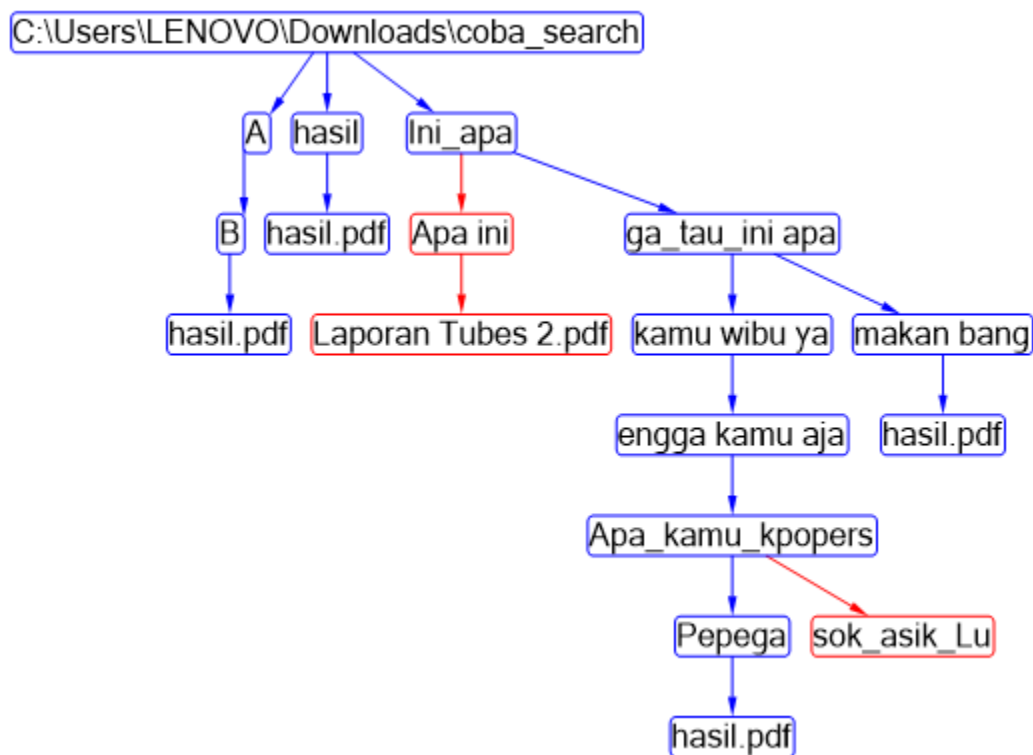 C:\Users\LENOVO\Downloads\coba_search
A
hasil
Ini_apa
B
hasil.pdf
Apa ini
ga_tau_ini apa
hasil.pdf
Laporan Tubes 2.pdf
kamu wibu ya
makan bang
engga kamu aja
hasil.pdf
Apa_kamu_kpopers
Pepega
sok_asik_Lu
hasil.pdf